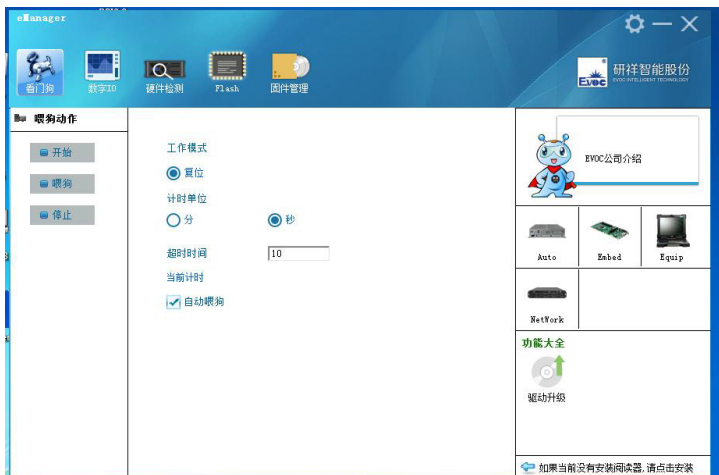 eManager
看门狗
数字IO
硬件检测
Flash
固件管理
EVOC
研祥智能股份
EVOC INTELLIGENT TECHNOLOGY
喂狗动作
开始
喂狗
停止
工作模式
复位
计时单位
分
秒
超时时间
10
当前计时
自动喂狗
EVOC公司介绍
Auto
Embed
Equip
NetWork
功能大全
驱动升级
如果当前没有安装阅读器,请点击安装